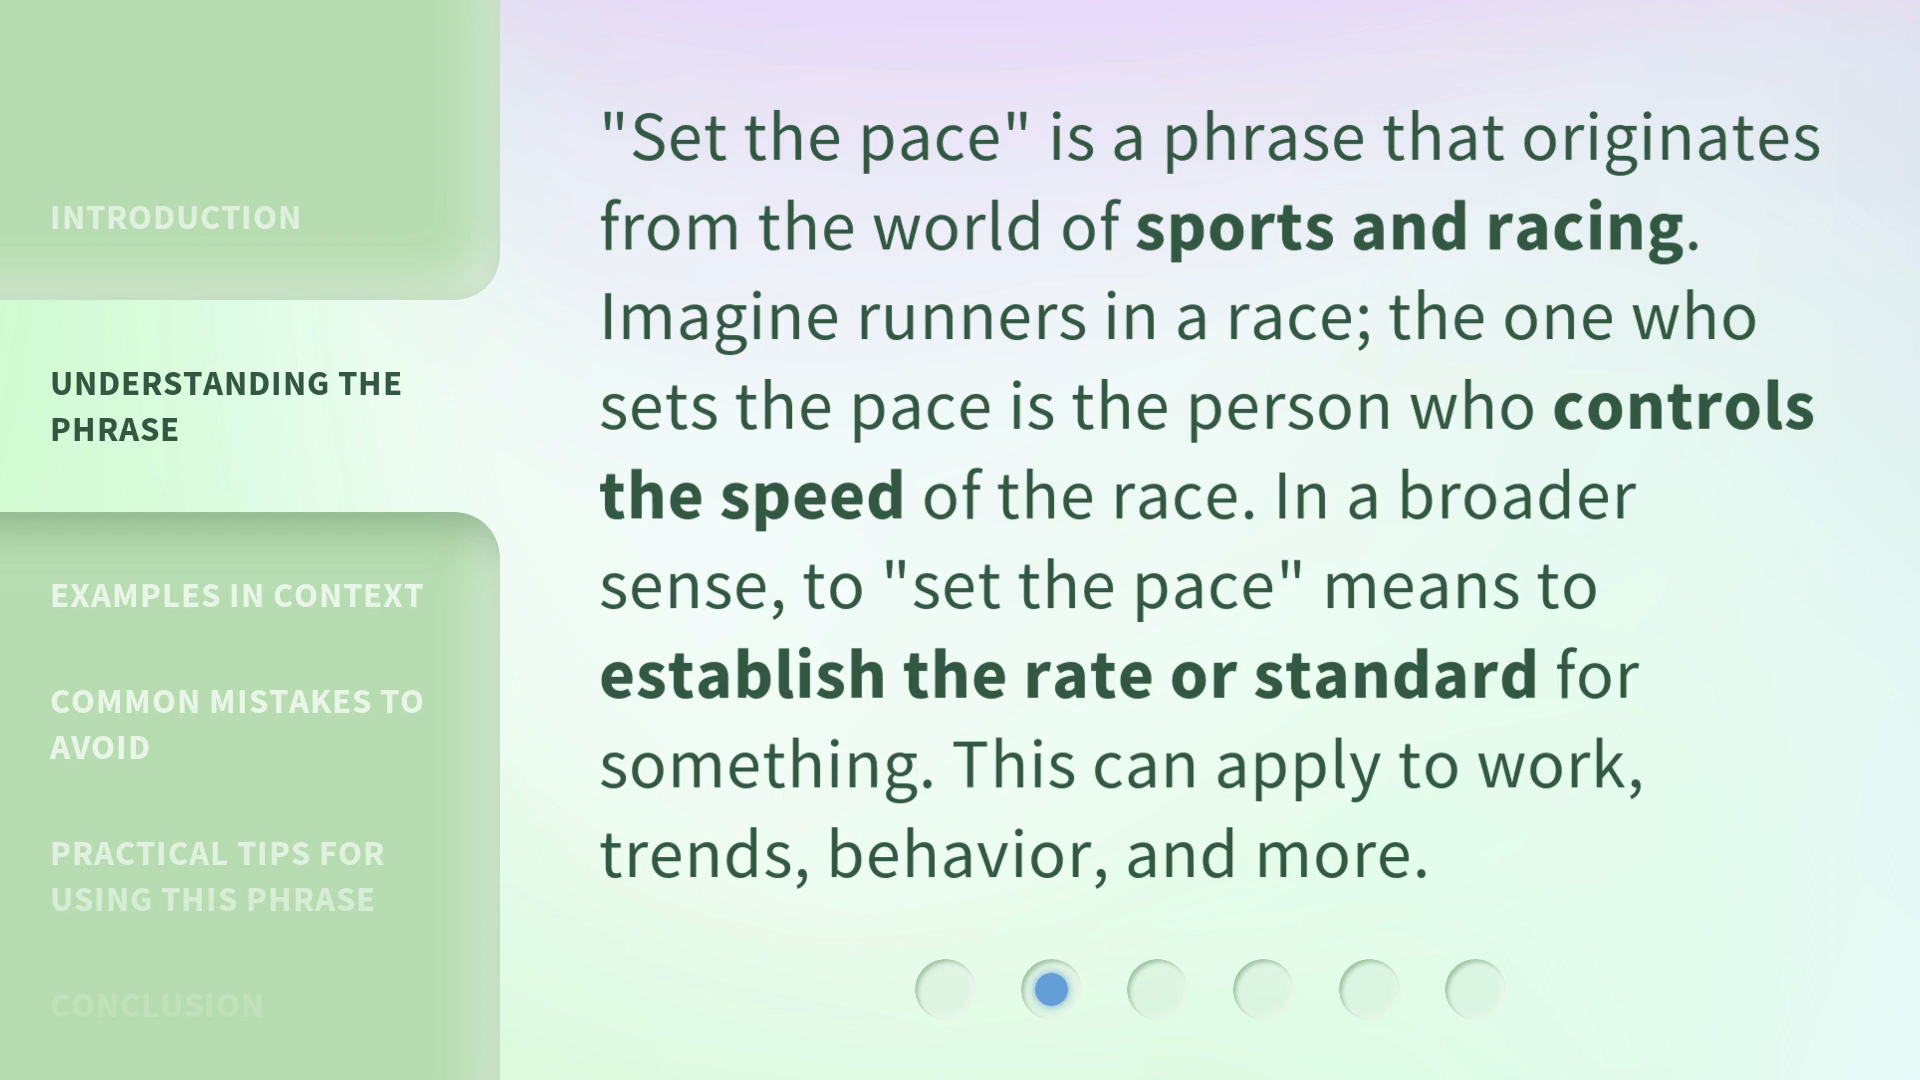 INTRODUCTION
UNDERSTANDING THE
PHRASE
EXAMPLES IN CONTEXT
COMMON MISTAKES TO
AVOID
PRACTICAL TIPS FOR
USING THIS PHRASE
CONCLUSION
"Set the pace" is a phrase that originates
from the world of sports and racing.
Imagine runners in a race; the one who
sets the pace is the person who controls
the speed of the race. In a broader
sense, to "set the pace" means to
establish the rate or standard for
something. This can apply to work,
trends, behavior, and more.